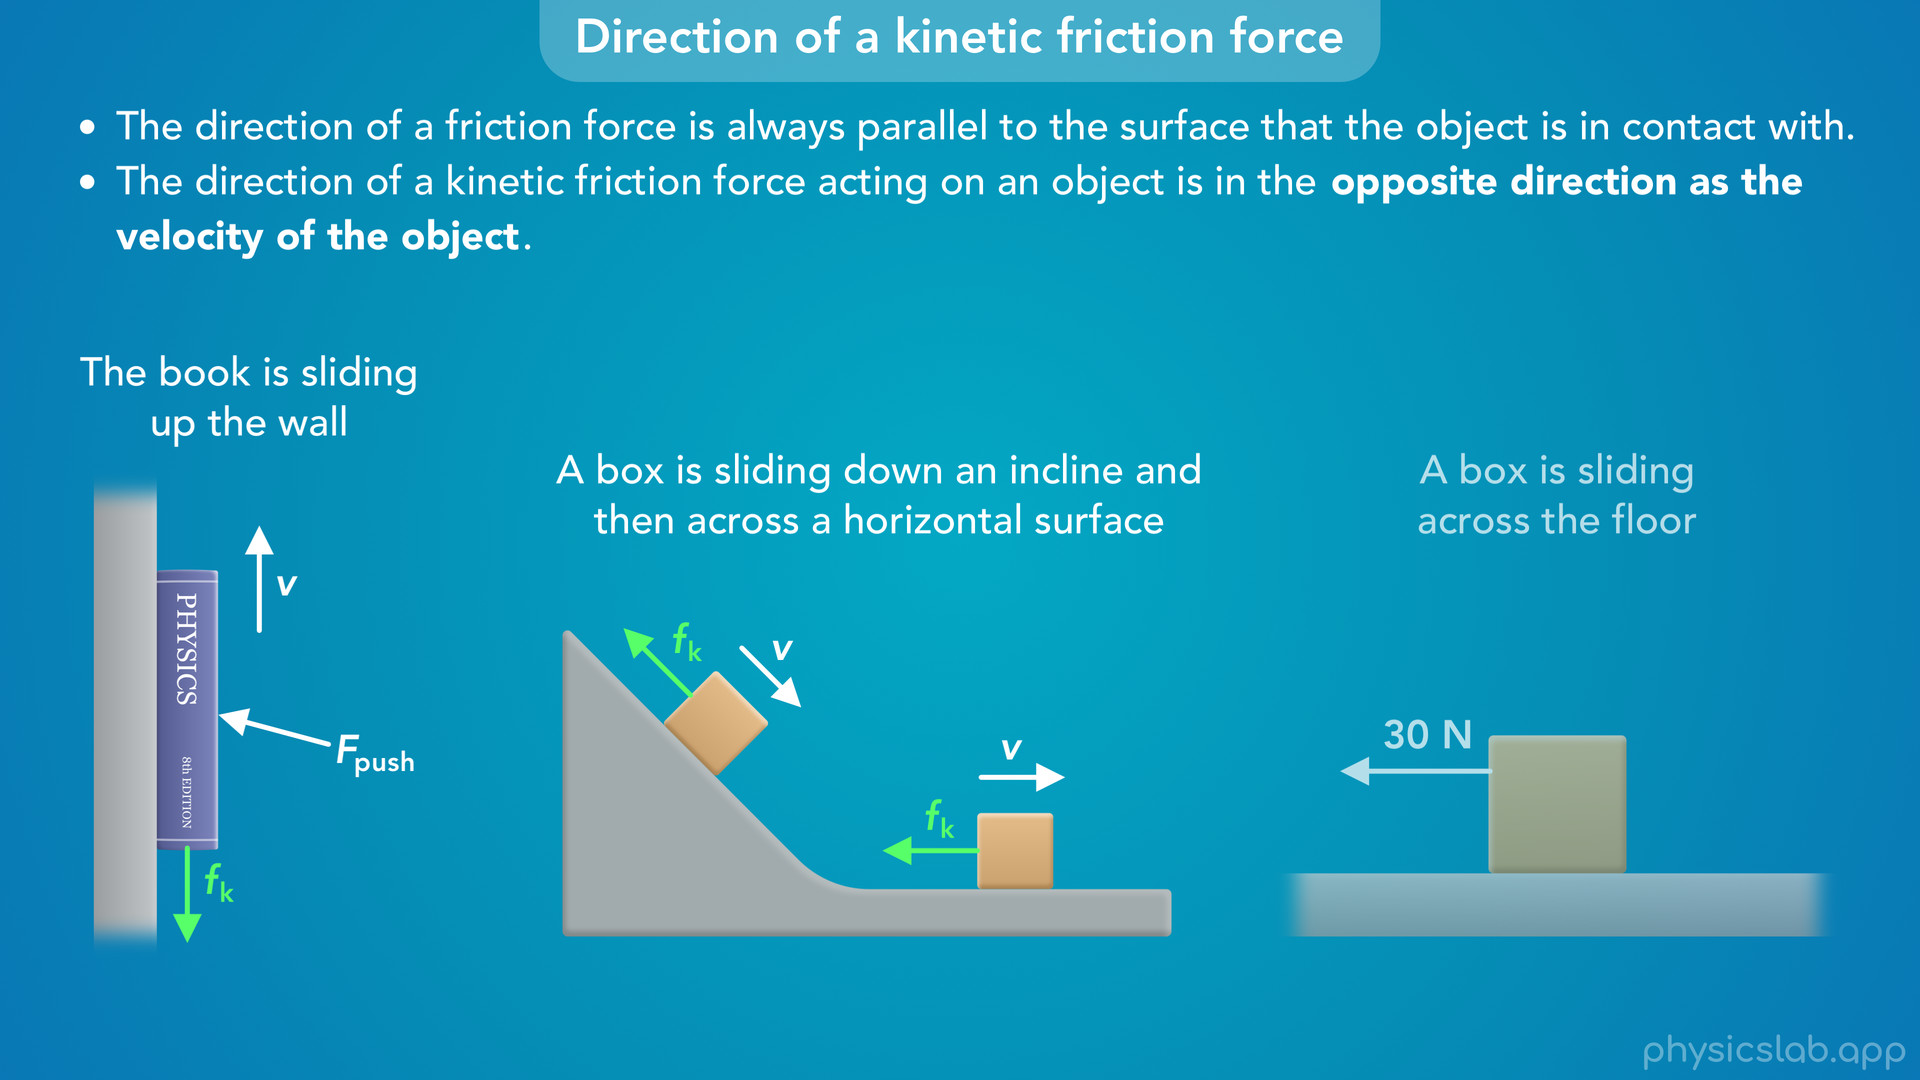 Direction of a kinetic friction force
• The direction of a friction force is always parallel to the surface that the object is in contact with.
• The direction of a kinetic friction force acting on an object is in the opposite direction as the
velocity of the object.
The book is sliding
up the wall
v
PHYSICS
8th EDITION
Fpush
fk
A box is sliding down an incline and
then across a horizontal surface
fk
v
v
fk
A box is sliding
across the floor
30 N
physicslab.app